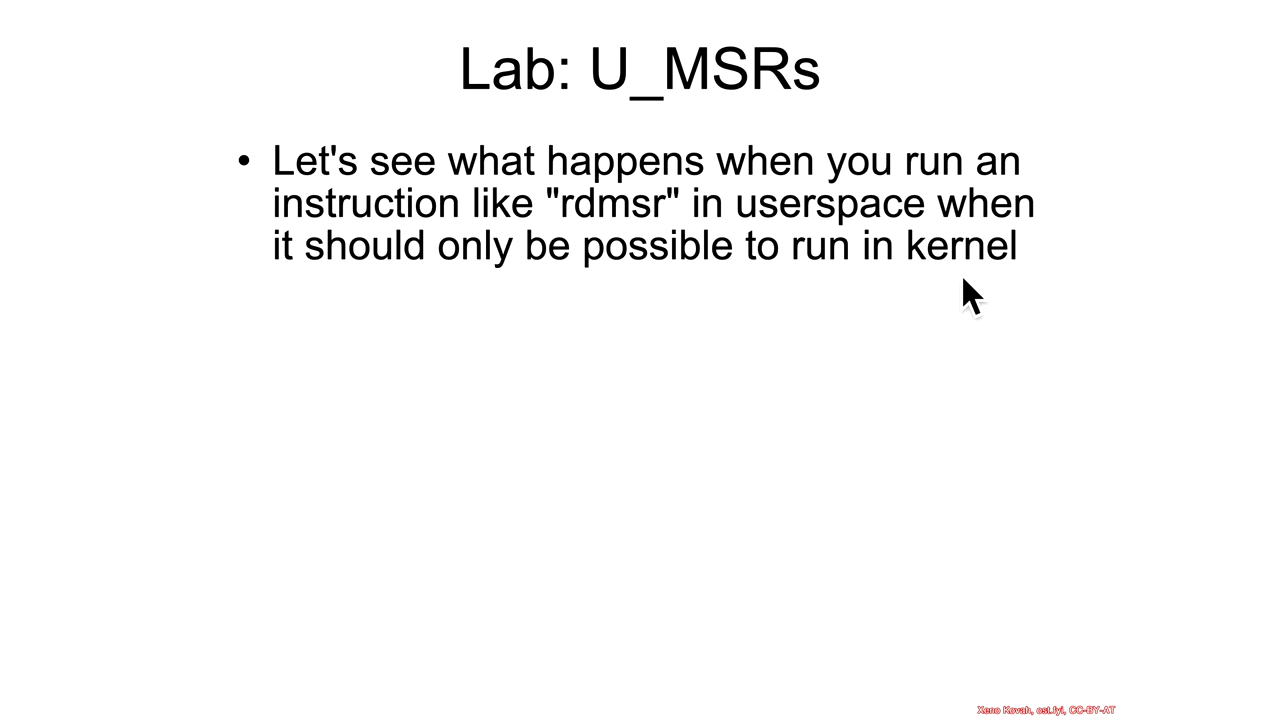 Lab: U_MSRs
• Let's see what happens when you run an
instruction like "rdmsr" in userspace when
it should only be possible to run in kernel
Xeno Kovah, ost.fyi, CC-BY-AT